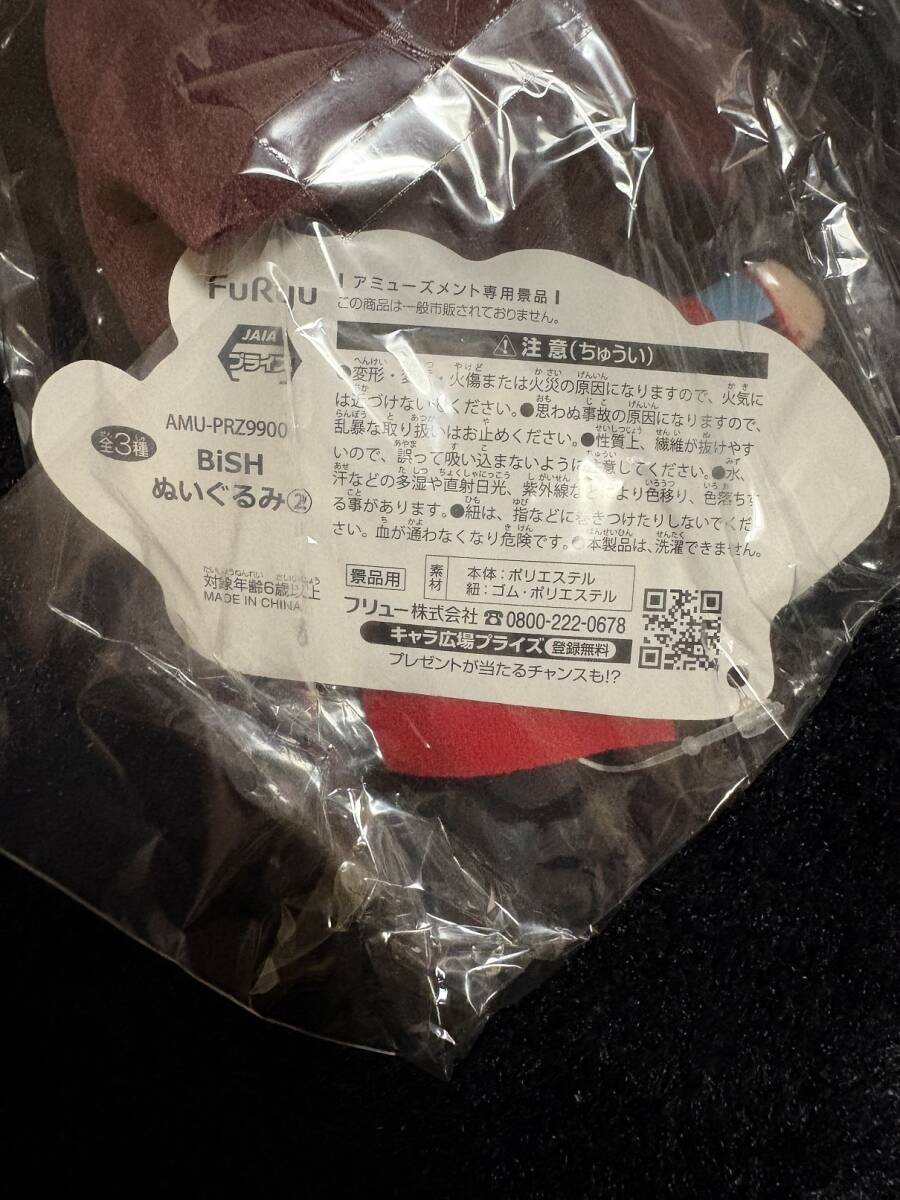 FuRyu
アミューズメント専用景品
この商品は一般市販されておりません。
JAIA
プライズ
AMU-PRZ9900
全3種
BiSH
ぬいぐるみ②
対象年齢6歳以上
MADE IN CHINA
注意(ちゅうい)
●変形・・火傷または火災の原因になりますので、火気に
は近づけないでください。●思わぬ事故の原因になりますので、
乱暴な取り扱いはお止めください。●性質上、繊維が抜けやす
いので、誤って吸い込まないように注意してください。●水、
汗などの多湿や直射日光、紫外線などにより色移り、色落ちす
る事があります。●紐は、指などに巻きつけたりしないでくだ
さい。血が通わなくなり危険です。●本製品は、洗濯できません。
景品用
素材
本体：ポリエステル
紐：ゴム・ポリエステル
フリュー株式会社 ☎0800-222-0678
キャラ広場プライズ 登録無料
プレゼントが当たるチャンスも!?